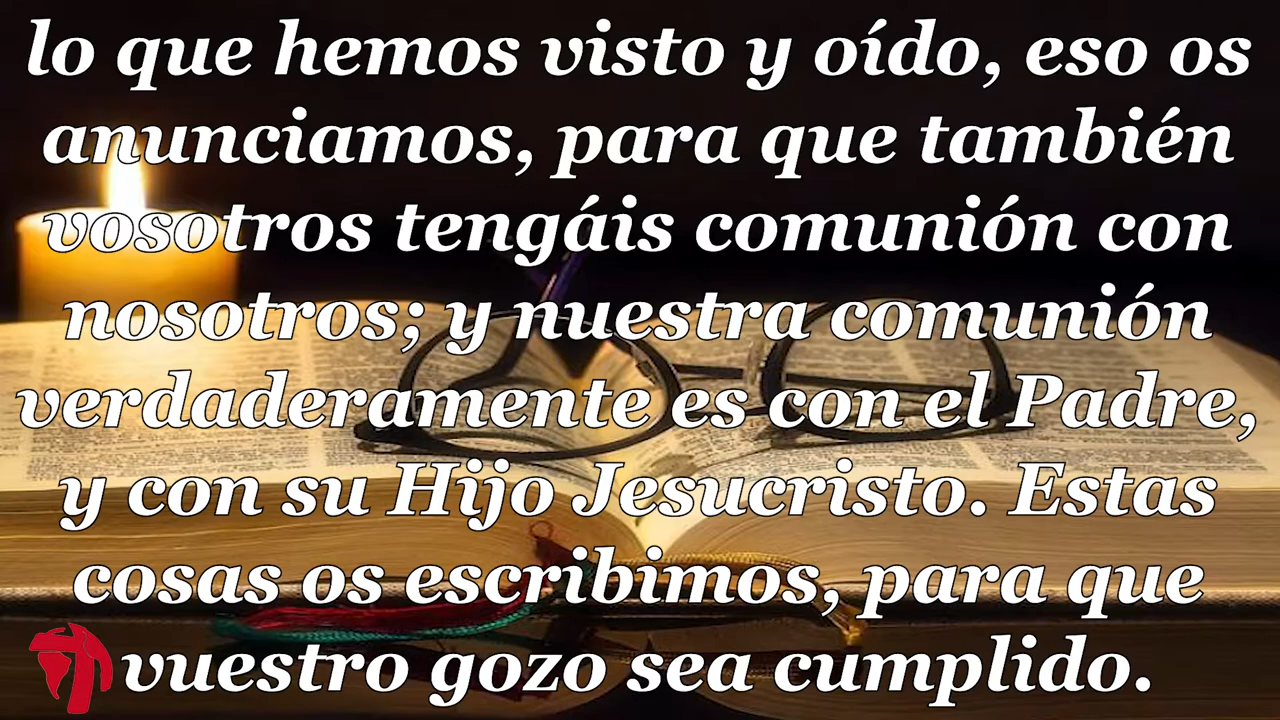 lo que hemos visto y oído, eso os
anunciamos, para que también
vosotros tengáis comunión con
nosotros; y nuestra comunión
verdaderamente es con el Padre,
y con su Hijo Jesucristo. Estas
cosas os escribimos, para que
vuestro gozo sea cumplido.